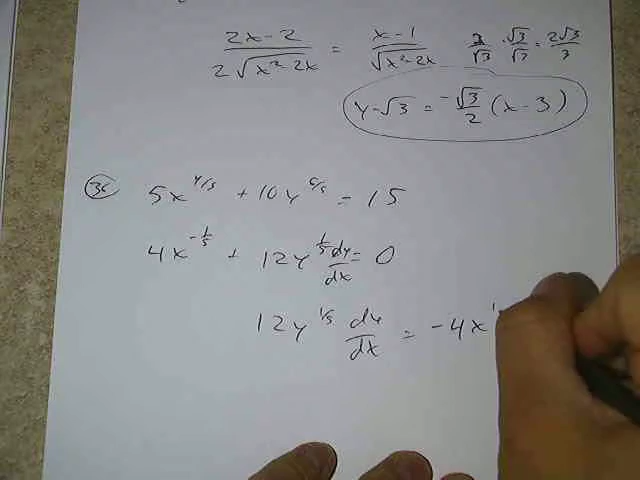 (2x-2)/(2√(x²-2x)) = (x-1)/√(x²-2x) 2/√3 · √3/√3 = 2√3/3
y-√3 = -√3/2 (x-3)
36 5x^(4/5) + 10y^(6/5) = 15
4x^(-1/5) + 12y^(1/5) dy/dx = 0
12y^(1/5) dy/dx = -4x